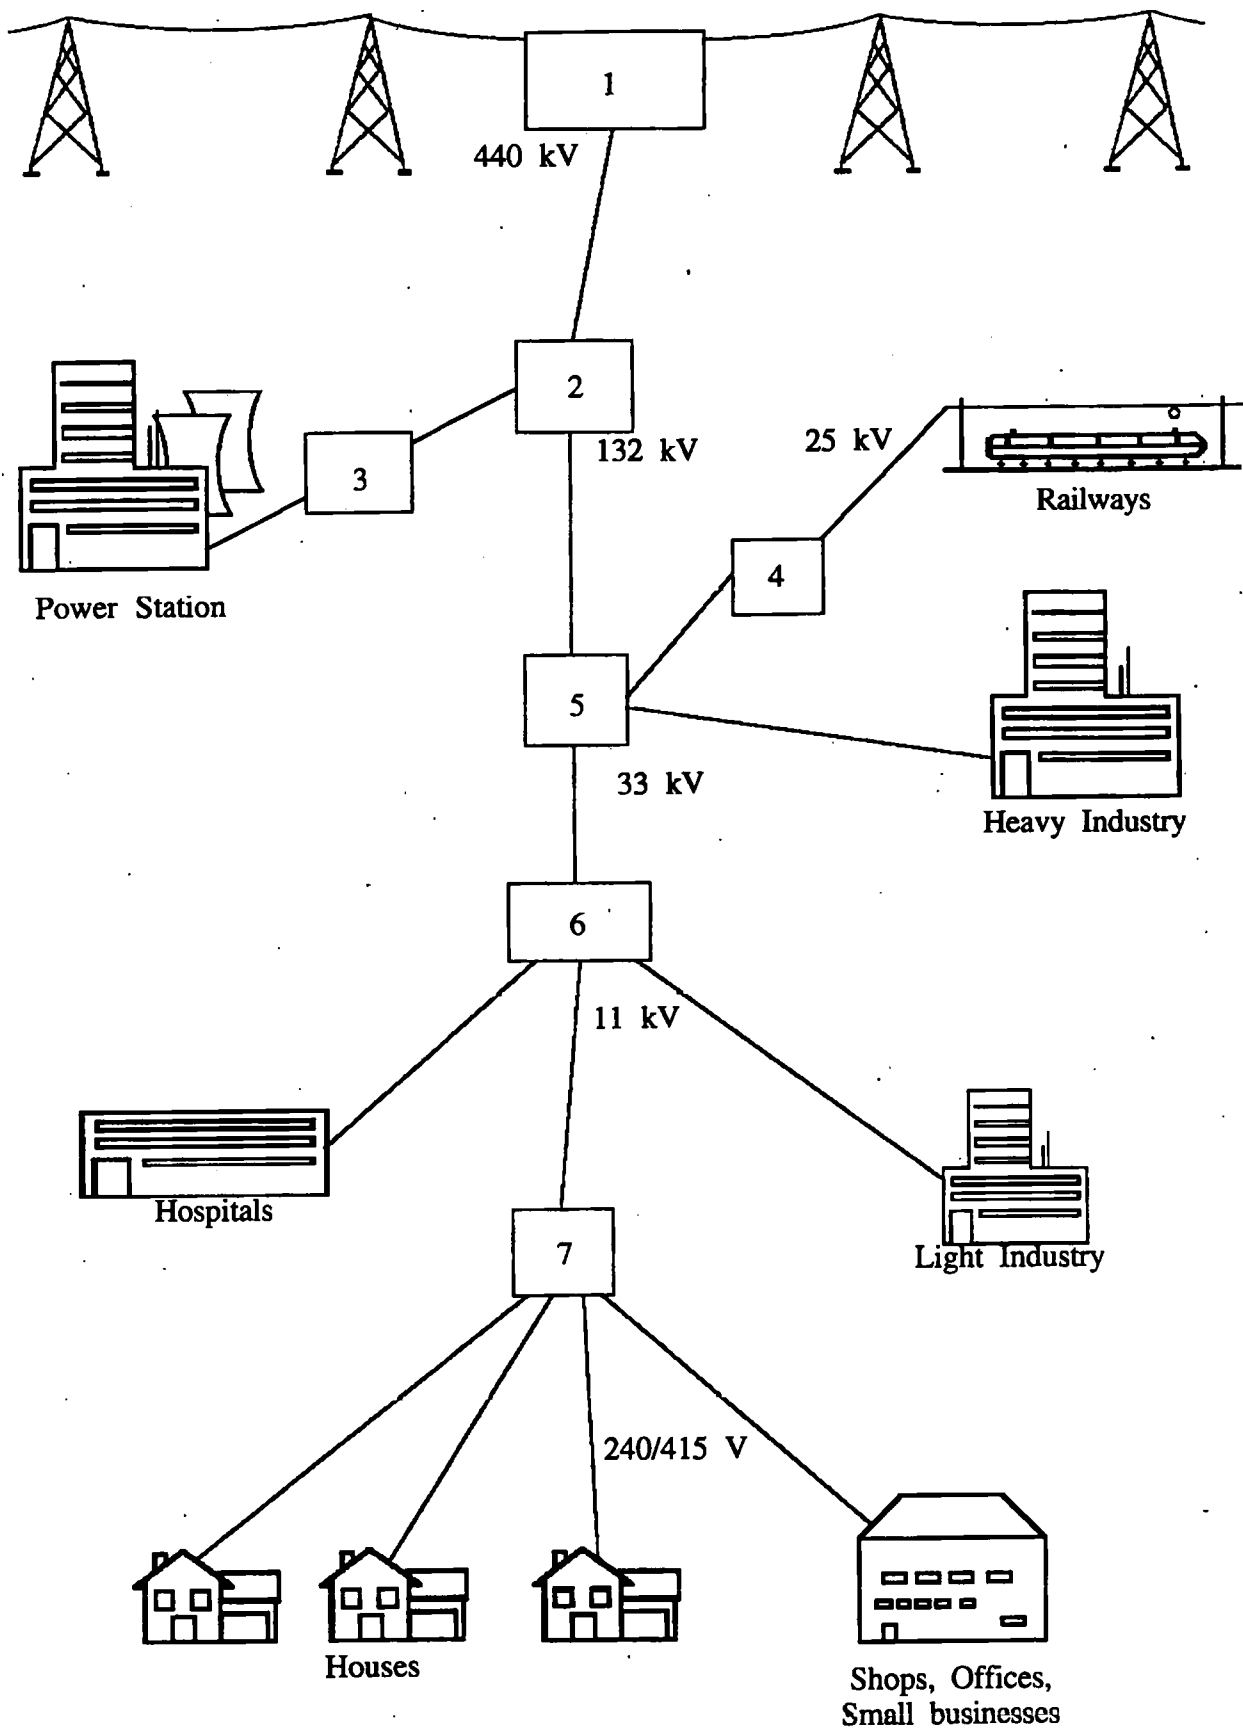 1
440 kV
2
132 kV
3
Power Station
25 kV
Railways
4
5
33 kV
Heavy Industry
6
11 kV
Hospitals
Light Industry
7
240/415 V
Houses
Shops, Offices,
Small businesses